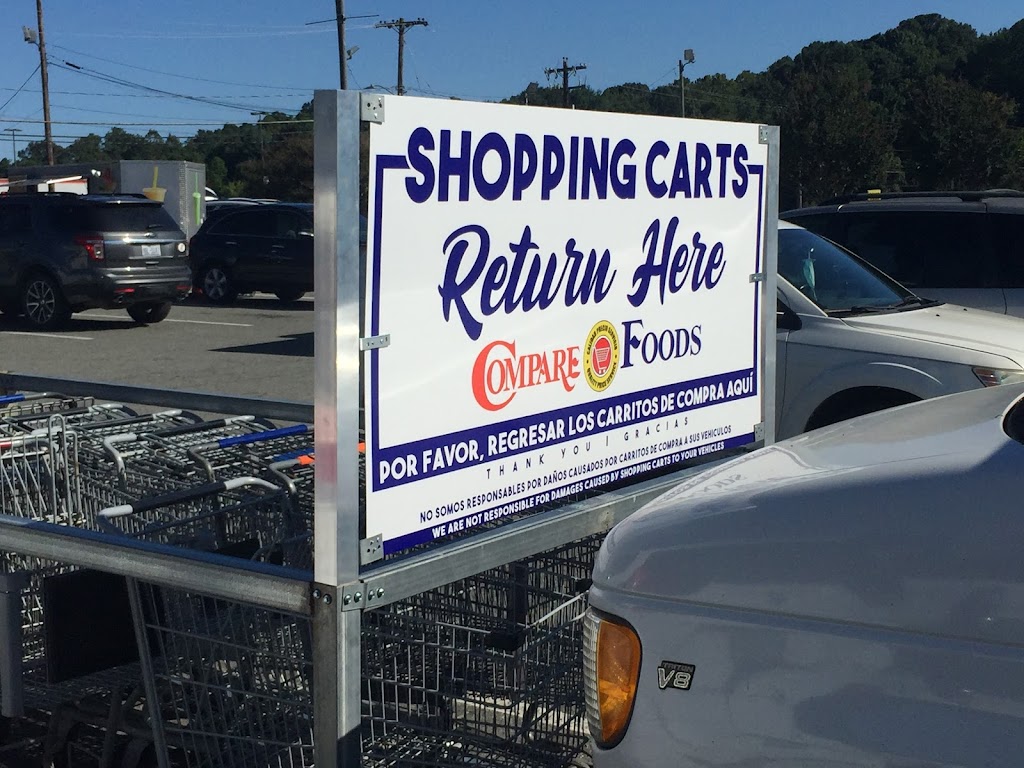 SHOPPING CARTS
Return Here
COMPARE FOODS
POR FAVOR, REGRESAR LOS CARRITOS DE COMPRA AQUÍ
THANK YOU | GRACIAS
NO SOMOS RESPONSABLES POR DAÑOS CAUSADOS POR CARRITOS DE COMPRA A SUS VEHICULOS
WE ARE NOT RESPONSIBLE FOR DAMAGES CAUSED BY SHOPPING CARTS TO YOUR VEHICLES
TRITON
V8